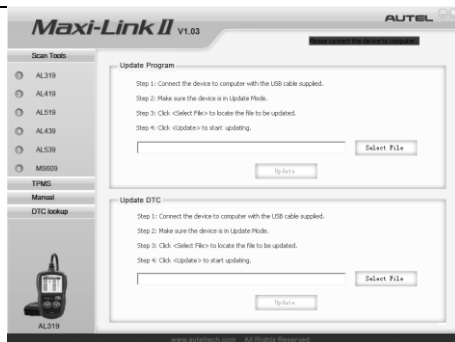 AUTEL
Maxi-Link II V1.03
Please connect the device to computer
Scan Tools
AL319
AL419
AL519
AL439
AL539
MS609
TPMS
Manual
DTC lookup
AL319
Update Program
Step 1: Connect the device to computer with the USB cable supplied.
Step 2: Make sure the device is in Update Mode.
Step 3: Click <Select File> to locate the file to be updated.
Step 4: Click <Update> to start updating.
Select File
Update
Update DTC
Step 1: Connect the device to computer with the USB cable supplied.
Step 2: Make sure the device is in Update Mode.
Step 3: Click <Select File> to locate the file to be updated.
Step 4: Click <Update> to start updating.
Select File
Update
www.auteltech.com All Rights Reserved